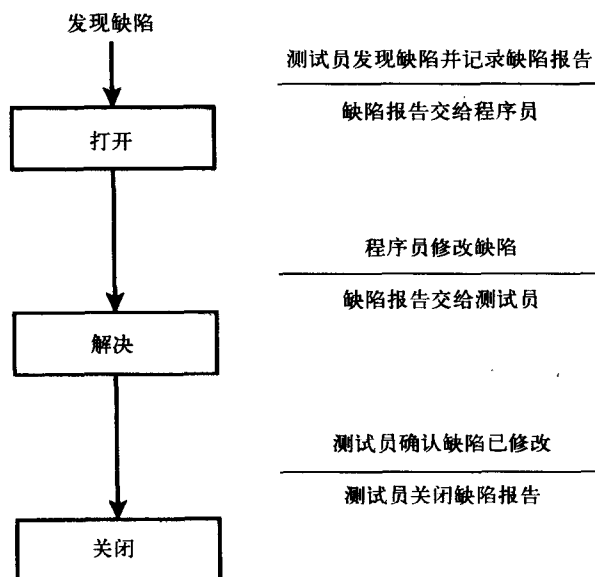 发现缺陷
测试员发现缺陷并记录缺陷报告
缺陷报告交给程序员
打开
程序员修改缺陷
缺陷报告交给测试员
解决
测试员确认缺陷已修改
测试员关闭缺陷报告
关闭